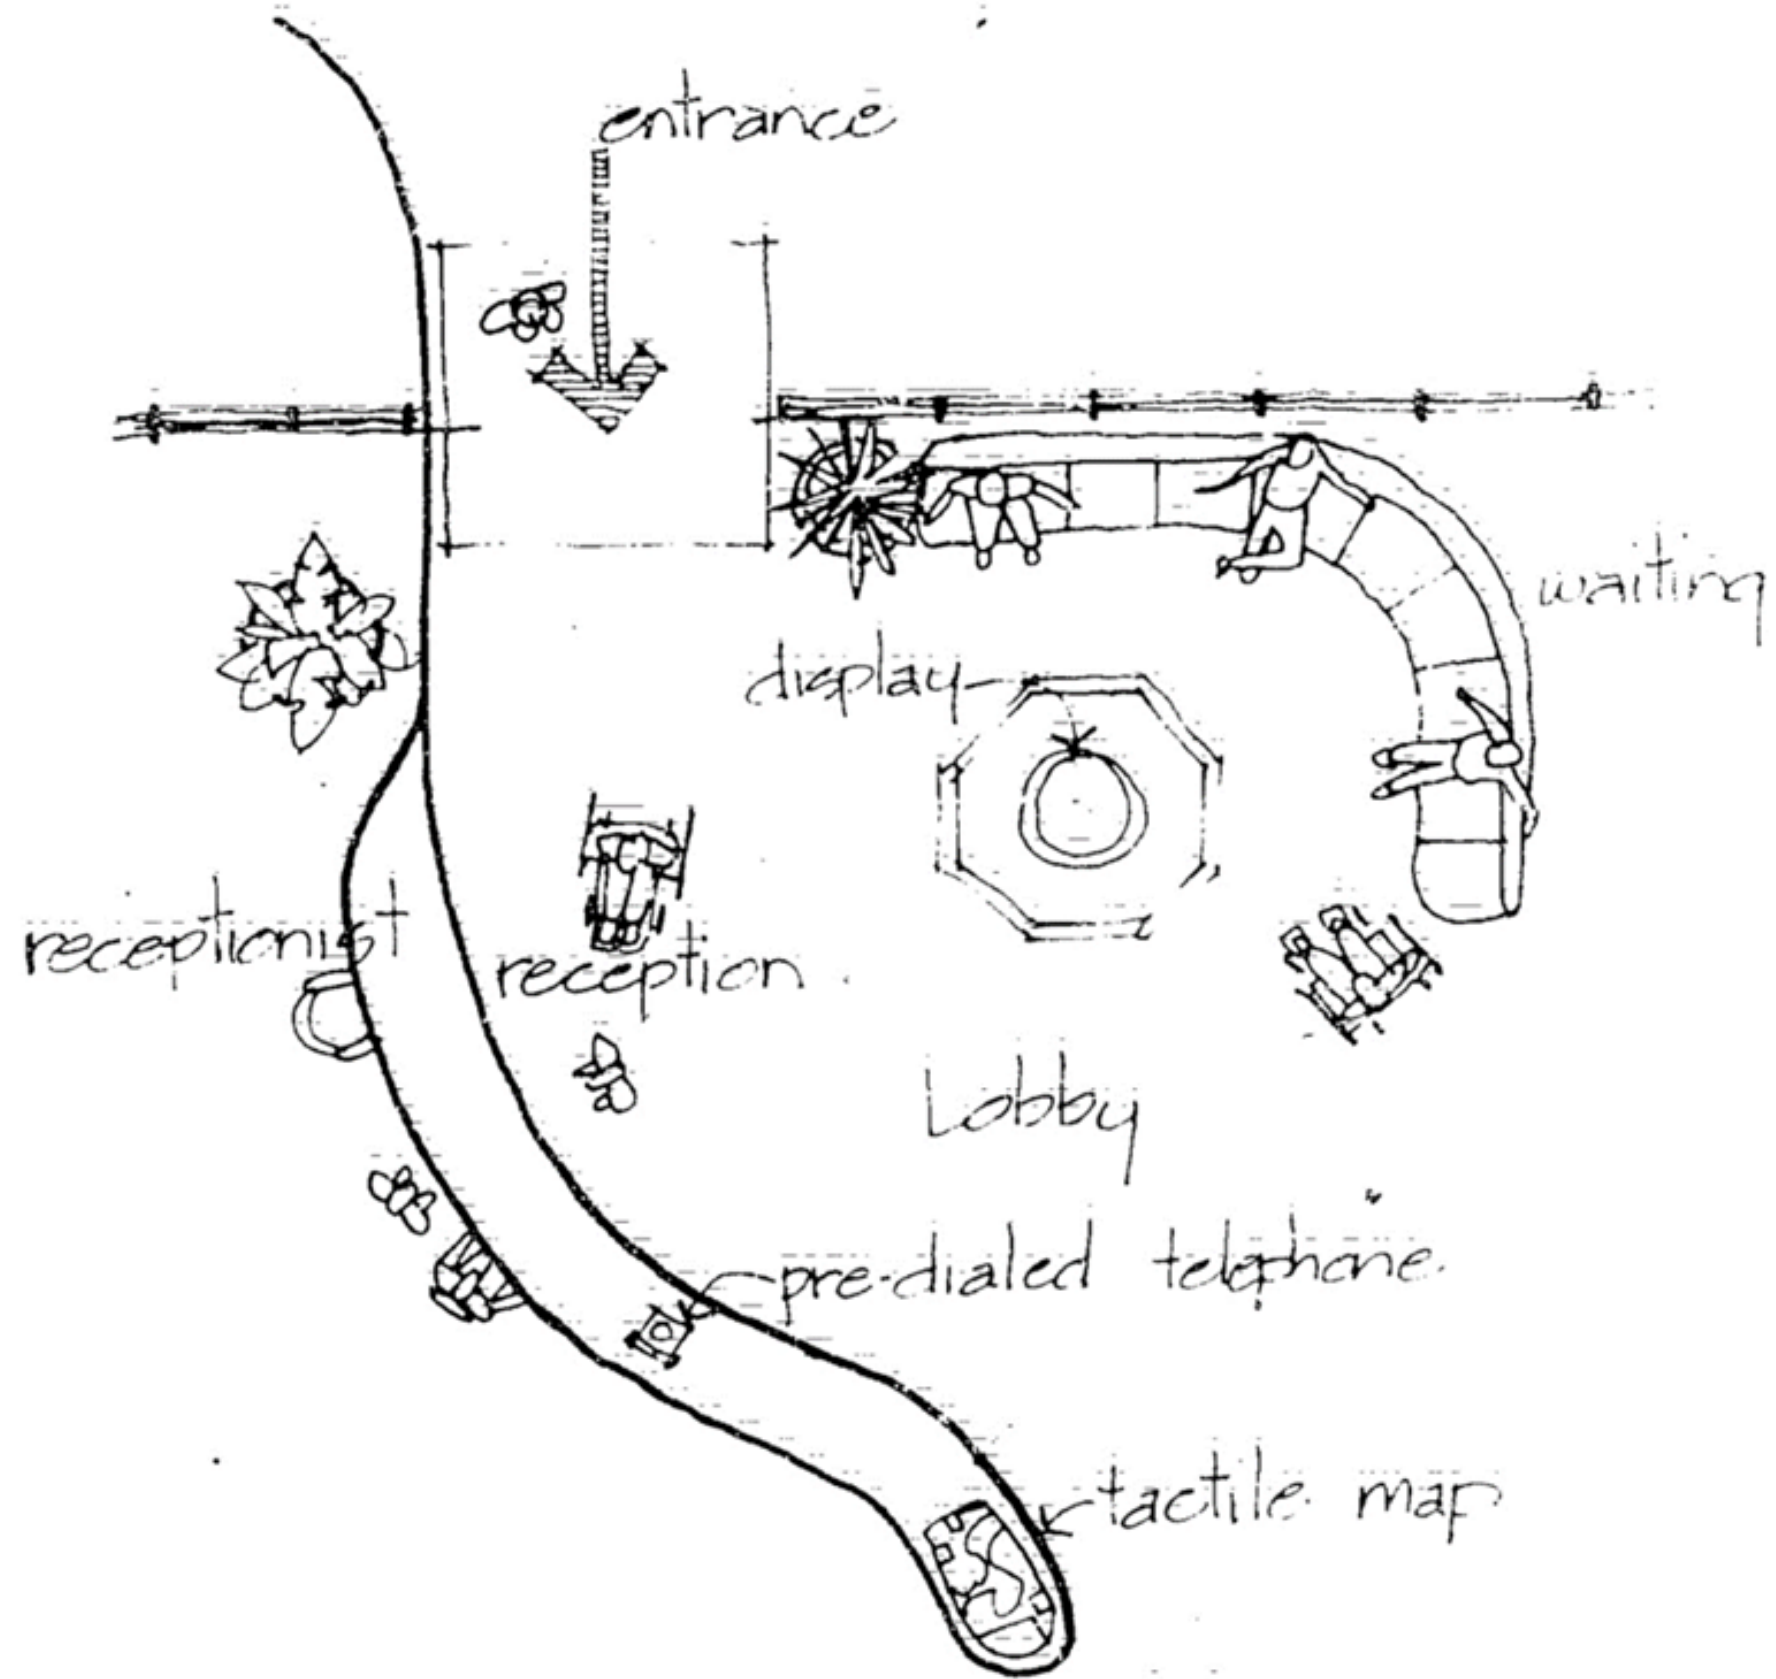 entrance
waiting
display
receptionist
reception
Lobby
pre-dialed telephone
tactile map